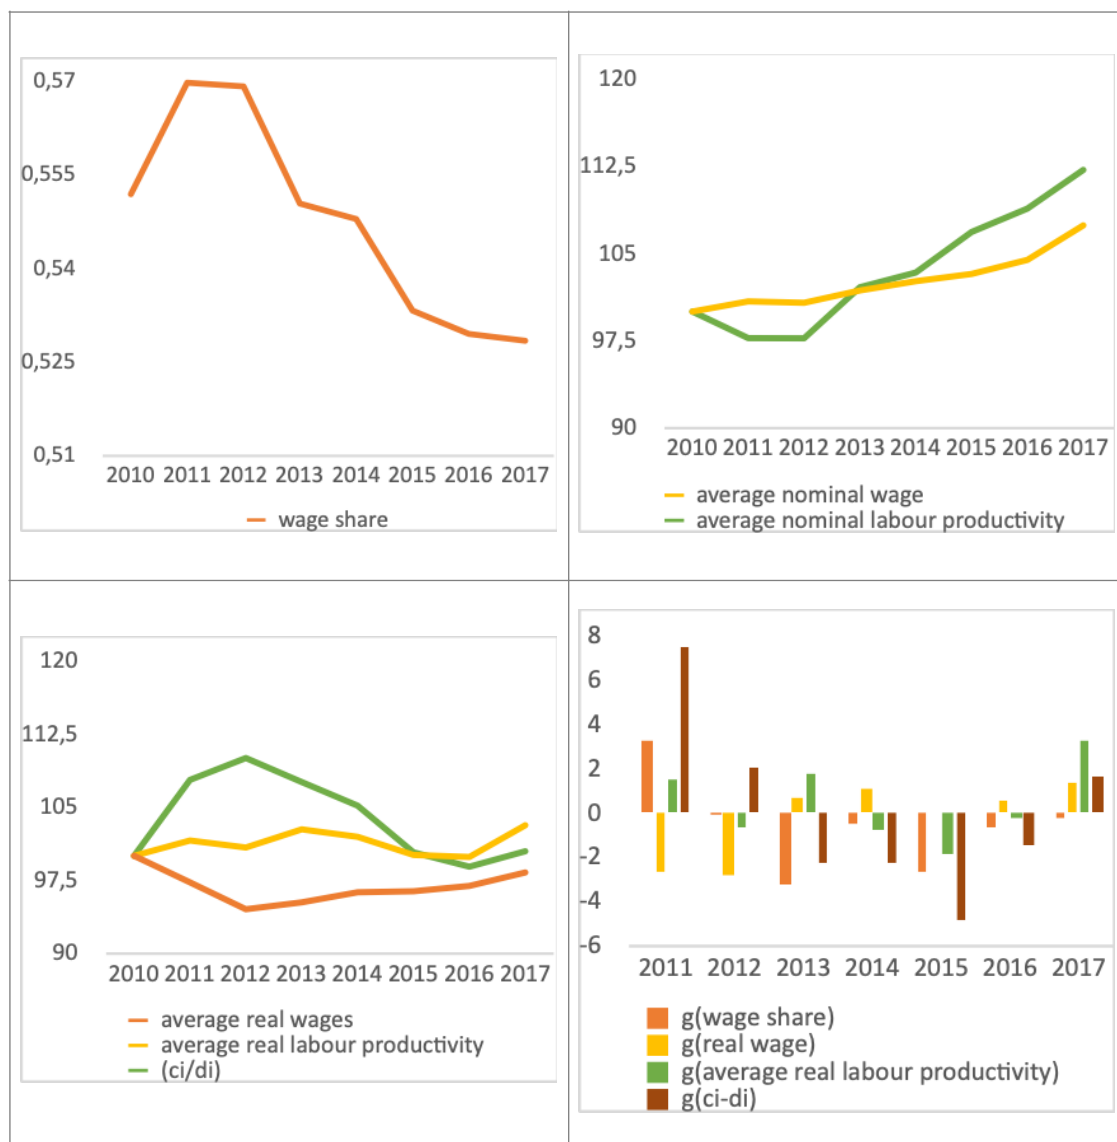 0,57
0,555
0,54
0,525
0,51
2010 2011 2012 2013 2014 2015 2016 2017
wage share
120
112,5
105
97,5
90
2010 2011 2012 2013 2014 2015 2016 2017
average nominal wage
average nominal labour productivity
120
112,5
105
97,5
90
2010 2011 2012 2013 2014 2015 2016 2017
average real wages
average real labour productivity
(ci/di)
8
6
4
2
0
-2
-4
-6
2011 2012 2013 2014 2015 2016 2017
g(wage share)
g(real wage)
g(average real labour productivity)
g(ci-di)